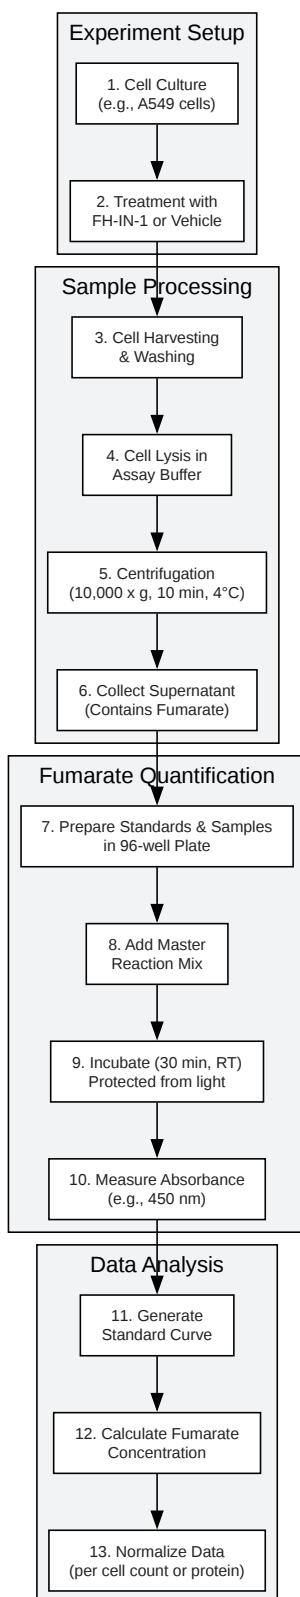 Experiment Setup
1. Cell Culture
(e.g., A549 cells)
2. Treatment with
FH-IN-1 or Vehicle
Sample Processing
3. Cell Harvesting
& Washing
4. Cell Lysis in
Assay Buffer
5. Centrifugation
(10,000 x g, 10 min, 4°C)
6. Collect Supernatant
(Contains Fumarate)
Fumarate Quantification
7. Prepare Standards & Samples
in 96-well Plate
8. Add Master
Reaction Mix
9. Incubate (30 min, RT)
Protected from light
10. Measure Absorbance
(e.g., 450 nm)
Data Analysis
11. Generate
Standard Curve
12. Calculate Fumarate
Concentration
13. Normalize Data
(per cell count or protein)